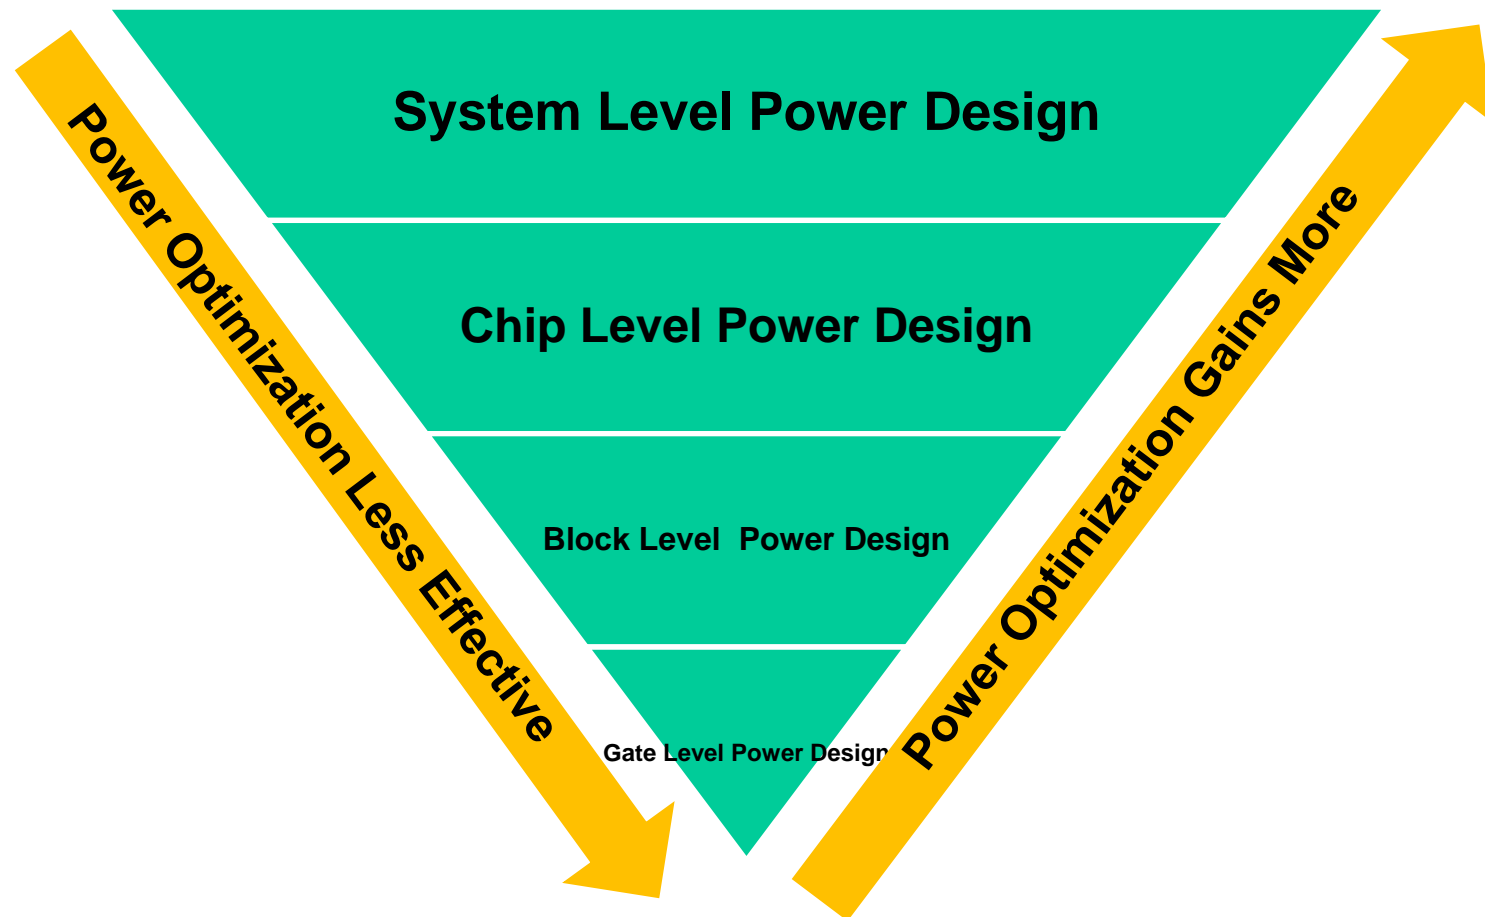 System Level Power Design
Chip Level Power Design
Block Level  Power Design
Gate Level Power Design
Power Optimization Less Effective
Power Optimization Gains More